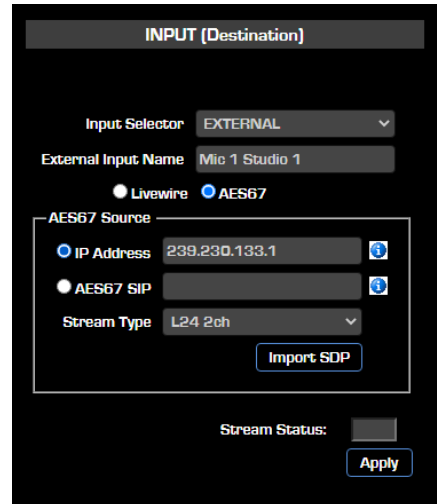 INPUT (Destination)
Input Selector EXTERNAL
External Input Name Mic 1 Studio 1
Livewire AES67
AES67 Source
IP Address 239.230.133.1
AES67 SIP
Stream Type L24 2ch
Import SDP
Stream Status:
Apply